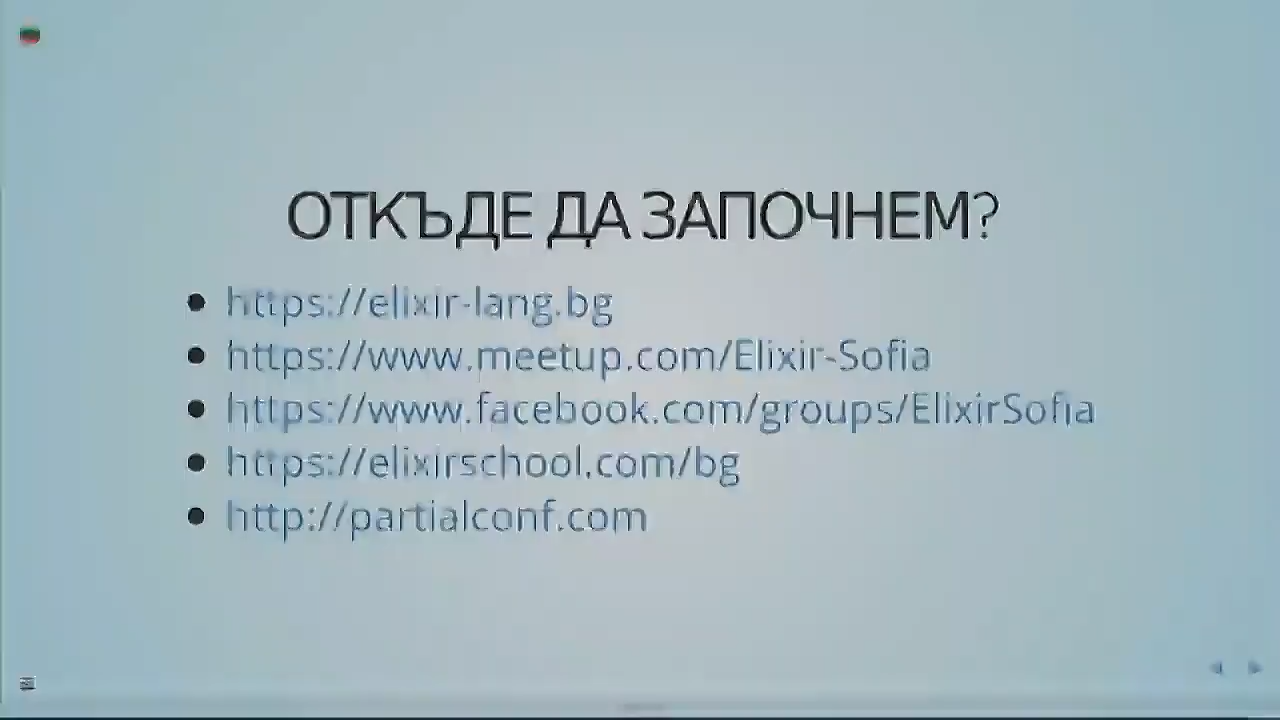 ОТКЪДЕ ДА ЗАПОЧНЕМ?
https://elixir-lang.bg
https://www.meetup.com/Elixir-Sofia
https://www.facebook.com/groups/ElixirSofia
https://elixirschool.com/bg
http://partialconf.com